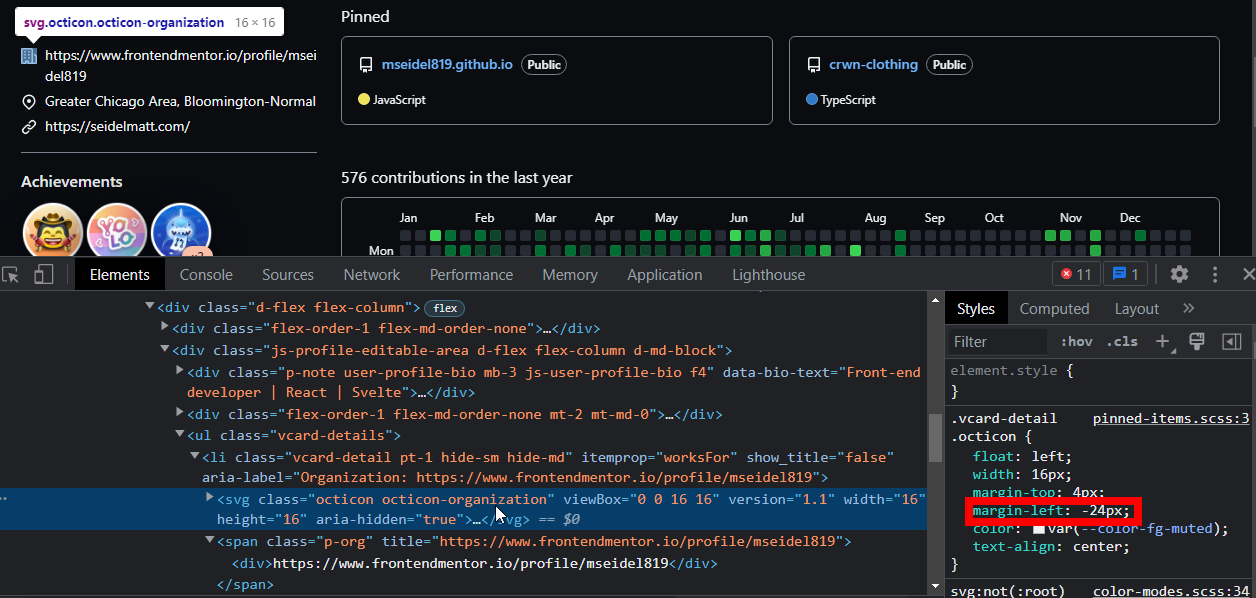 svg.octicon.octicon-organization 16 × 16
https://www.frontendmentor.io/profile/msei
del819
Greater Chicago Area, Bloomington-Normal
https://seidelmatt.com/
Achievements
YOLO
x2
Pinned
mseidel819.github.io Public
JavaScript
crwn-clothing Public
TypeScript
576 contributions in the last year
Jan Feb Mar Apr May Jun Jul Aug Sep Oct Nov Dec
Mon
Elements Console Sources Network Performance Memory Application Lighthouse 11 1
<div class="d-flex flex-column"> flex
<div class="flex-order-1 flex-md-order-none">…</div>
<div class="js-profile-editable-area d-flex flex-column d-md-block">
<div class="p-note user-profile-bio mb-3 js-user-profile-bio f4" data-bio-text="Front-end
developer | React | Svelte">…</div>
<div class="flex-order-1 flex-md-order-none mt-2 mt-md-0">…</div>
<ul class="vcard-details">
<li class="vcard-detail pt-1 hide-sm hide-md" itemprop="worksFor" show_title="false"
aria-label="Organization: https://www.frontendmentor.io/profile/mseidel819">
<svg class="octicon octicon-organization" viewBox="0 0 16 16" version="1.1" width="16"
height="16" aria-hidden="true">…</svg> == $0
<span class="p-org" title="https://www.frontendmentor.io/profile/mseidel819">
<div>https://www.frontendmentor.io/profile/mseidel819</div>
</span>
Styles Computed Layout »
Filter :hov .cls +
element.style {
}
.vcard-detail pinned-items.scss:3
.octicon {
float: left;
width: 16px;
margin-top: 4px;
margin-left: -24px;
color: var(--color-fg-muted);
text-align: center;
}
svg:not(:root) color-modes.scss:34